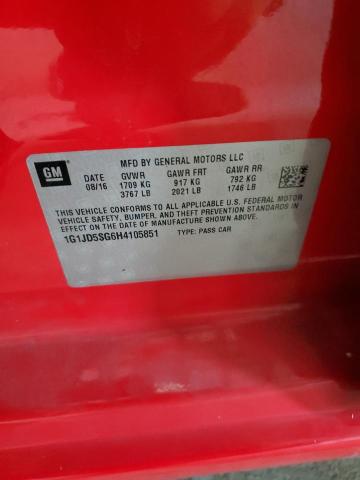 GM
MFD BY GENERAL MOTORS LLC
DATE GVWR GAWR FRT GAWR RR
08/16 1709 KG 917 KG 792 KG
3767 LB 2021 LB 1746 LB
THIS VEHICLE CONFORMS TO ALL APPLICABLE U.S. FEDERAL MOTOR
VEHICLE SAFETY, BUMPER, AND THEFT PREVENTION
STANDARDS IN EFFECT ON THE DATE OF
MANUFACTURE SHOWN ABOVE.
1G1JD5SG6H4105851 TYPE: PASS CAR